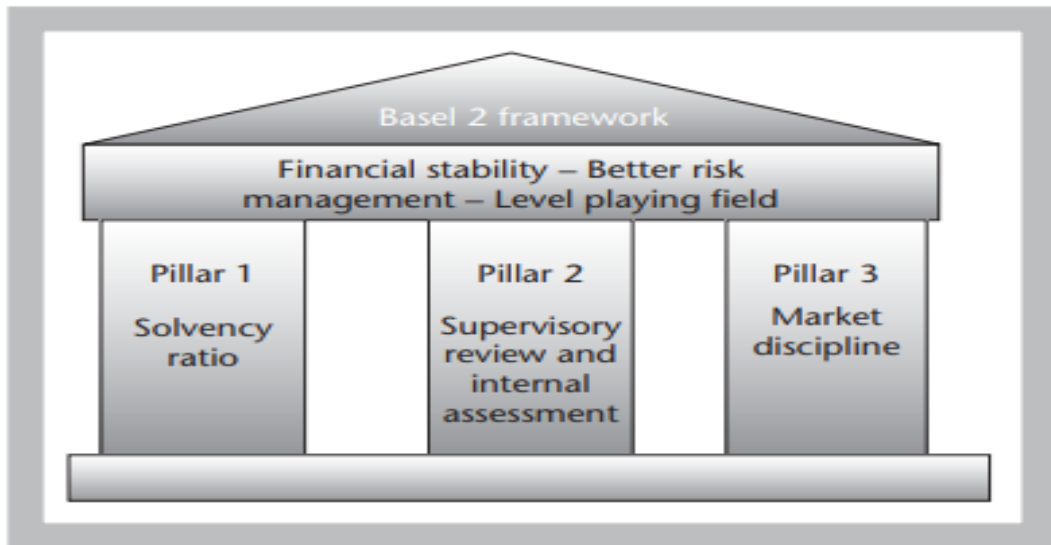 Basel 2 framework
Financial stability – Better risk
management – Level playing field
Pillar 1
Solvency
ratio
Pillar 2
Supervisory
review and
internal
assessment
Pillar 3
Market
discipline